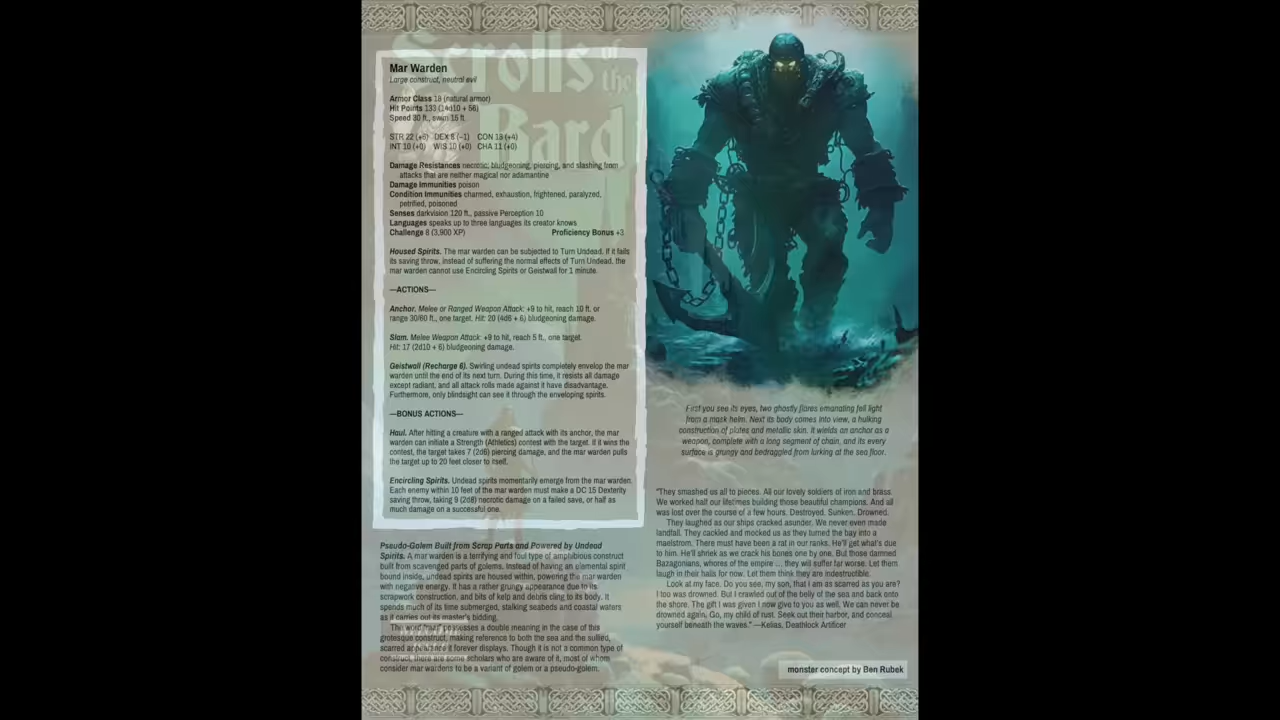 Scrolls
of
the
Bard
Mar Warden
Large construct, neutral evil
Armor Class 18 (natural armor)
Hit Points 133 (14d10 + 56)
Speed 30 ft., swim 15 ft.
STR 22 (+6) DEX 8 (−1) CON 18 (+4)
INT 10 (+0) WIS 10 (+0) CHA 11 (+0)
Damage Resistances necrotic; bludgeoning, piercing, and slashing from
attacks that are neither magical nor adamantine
Damage Immunities poison
Condition Immunities charmed, exhaustion, frightened, paralyzed,
petrified, poisoned
Senses darkvision 120 ft., passive Perception 10
Languages speaks up to three languages its creator knows
Challenge 8 (3,900 XP) Proficiency Bonus +3
Housed Spirits. The mar warden can be subjected to Turn Undead. If it fails
its saving throw, instead of suffering the normal effects of Turn Undead, the
mar warden cannot use Encircling Spirits or Geistwall for 1 minute.
—ACTIONS—
Anchor. Melee or Ranged Weapon Attack: +9 to hit, reach 10 ft. or
range 30/60 ft., one target. Hit: 20 (4d6 + 6) bludgeoning damage.
Slam. Melee Weapon Attack: +9 to hit, reach 5 ft., one target.
Hit: 17 (2d10 + 6) bludgeoning damage.
Geistwall (Recharge 6). Swirling undead spirits completely envelop the mar
warden until the end of its next turn. During this time, it resists all damage
except radiant, and all attack rolls made against it have disadvantage.
Furthermore, only blindsight can see it through the enveloping spirits.
—BONUS ACTIONS—
Haul. After hitting a creature with a ranged attack with its anchor, the mar
warden can initiate a Strength (Athletics) contest with the target. If it wins the
contest, the target takes 7 (2d6) piercing damage, and the mar warden pulls
the target up to 20 feet closer to itself.
Encircling Spirits. Undead spirits momentarily emerge from the mar warden.
Each enemy within 10 feet of the mar warden must make a DC 15 Dexterity
saving throw, taking 9 (2d8) necrotic damage on a failed save, or half as
much damage on a successful one.
Pseudo-Golem Built from Scrap Parts and Powered by Undead
Spirits. A mar warden is a terrifying and foul type of amphibious construct
built from scavenged parts of golems. Instead of having an elemental spirit
bound inside, undead spirits are housed within, powering the mar warden
with negative energy. It has a rather grungy appearance due to its
scrapwork construction, and bits of kelp and debris cling to its body. It
spends much of its time submerged, stalking seabeds and coastal waters
as it carries out its master's bidding.
The word "mar" possesses a double meaning in the case of this
grotesque construct, making reference to both the sea and the sullied,
scarred appearance it forever displays. Though it is not a common type of
construct, there are some scholars who are aware of it, most of whom
consider mar wardens to be a variant of golem or a pseudo-golem.
First you see its eyes, two ghostly flares emanating fell light
from a mask helm. Next its body comes into view, a hulking
construction of plates and metallic skin. It wields an anchor as a
weapon, complete with a long segment of chain, and its every
surface is grungy and bedraggled from lurking at the sea floor.
"They smashed us all to pieces. All our lovely soldiers of iron and brass.
We worked half our lifetimes building those beautiful champions. And all
was lost over the course of a few hours. Destroyed. Sunken. Drowned.
They laughed as our ships cracked asunder. We never even made
landfall. They cackled and mocked us as they turned the bay into a
maelstrom. There must have been a rat in our ranks. He'll get what's due
to him. He'll shriek as we crack his bones one by one. But those damned
Bazagonians, whores of the empire ... they will suffer far worse. Let them
laugh in their halls for now. Let them think they are indestructible.
Look at my face. Do you see, my son, that I am as scarred as you are?
I too was drowned. But I crawled out of the belly of the sea and back onto
the shore. The gift I was given I now give to you as well. We can never be
drowned again. Go, my child of rust. Seek out their harbor, and conceal
yourself beneath the waves." —Kelias, Deathlock Artificer
monster concept by Ben Rubek